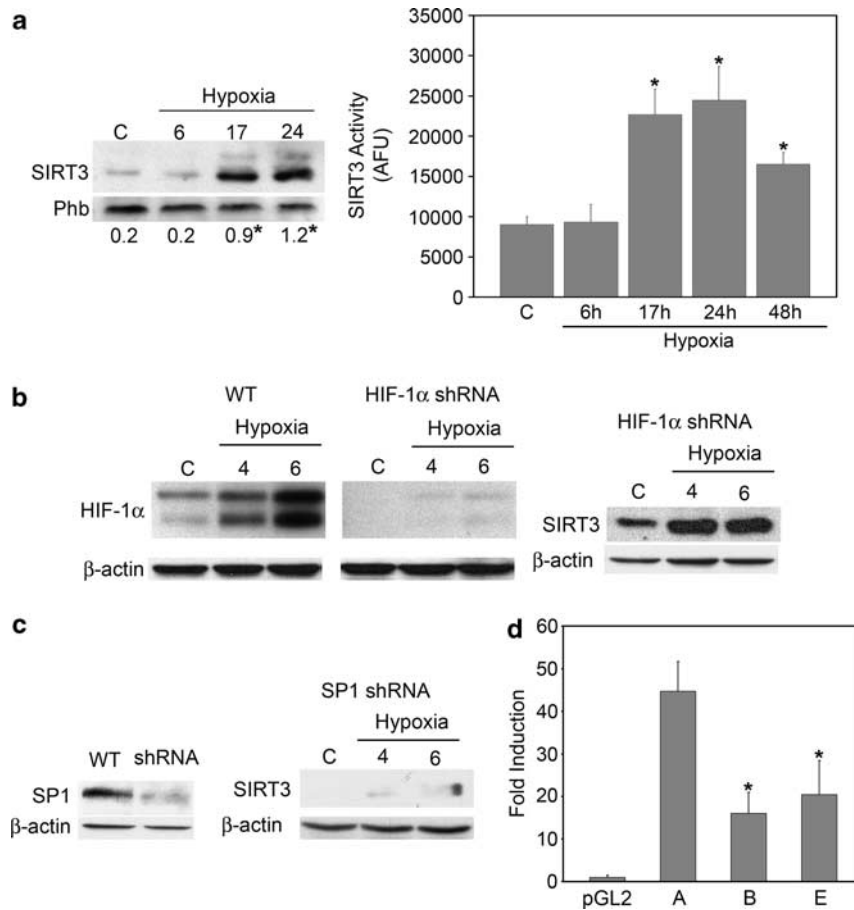 a
Hypoxia
C 6 17 24
SIRT3
Phb
0.2 0.2 0.9* 1.2*
SIRT3 Activity
(AFU)
35000
30000
25000
20000
15000
10000
5000
0
* * *
C 6h 17h 24h 48h
Hypoxia
b
WT
Hypoxia
C 4 6
HIF-1α
β-actin
HIF-1α shRNA
Hypoxia
C 4 6
HIF-1α shRNA
Hypoxia
C 4 6
SIRT3
β-actin
c
WT shRNA
SP1
β-actin
SP1 shRNA
Hypoxia
C 4 6
SIRT3
β-actin
d
Fold Induction
60
50
40
30
20
10
0
* *
pGL2 A B E